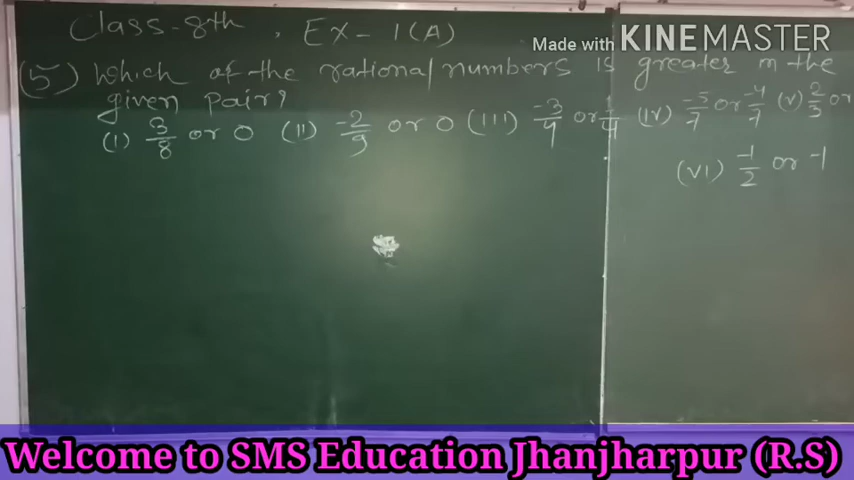 Class-8th, Ex-1(A)
Made with KINEMASTER
(5) Which of the rational numbers is greater in the
given pair?
(i) 3/8 or 0 (ii) -2/9 or 0 (iii) -3/4 or 1/4 (iv) -5/7 or -4/7 (v) 2/3 or
(vi) -1/2 or -1
Welcome to SMS Education Jhanjharpur (R.S)